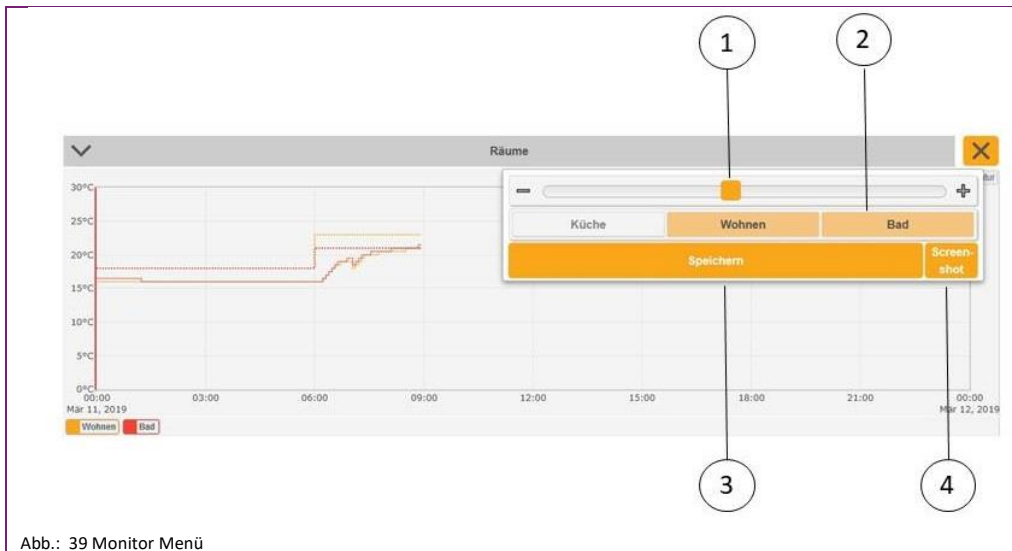 1
2
Räume
30°C
25°C
20°C
15°C
10°C
5°C
0°C
Küche
Wohnen
Bad
Speichern
Screen-
shot
00:00
03:00
06:00
09:00
12:00
15:00
18:00
21:00
00:00
Mär 11, 2019
Mär 12, 2019
Wohnen
Bad
3
4
Abb.: 39 Monitor Menü